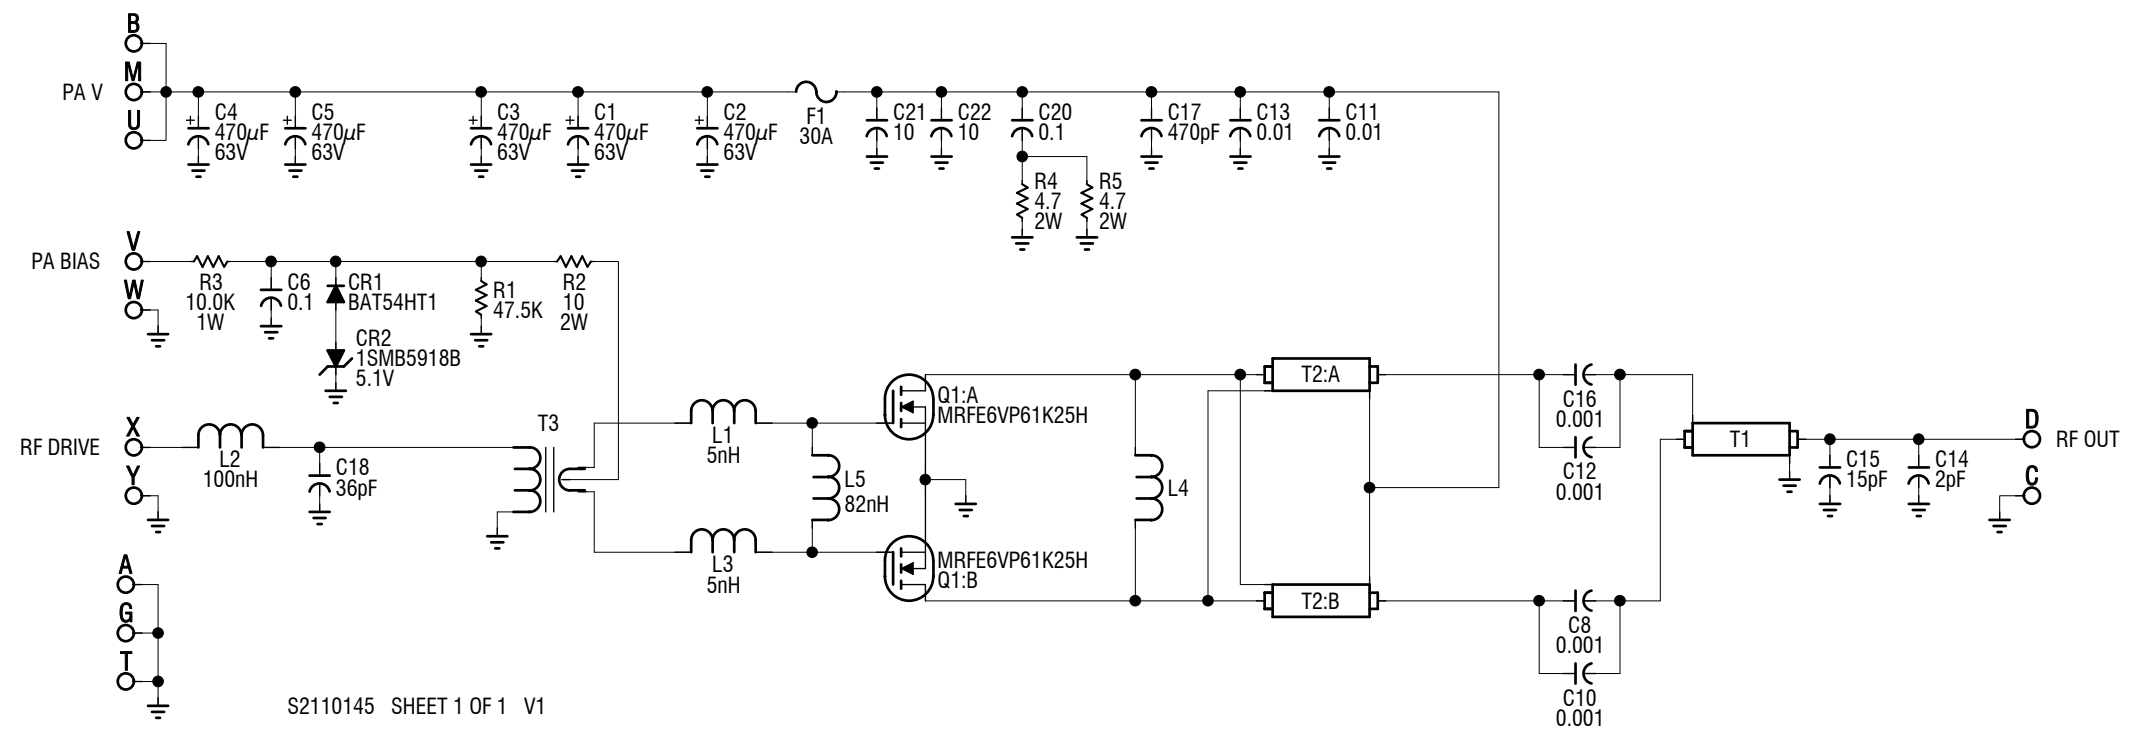 B
M
PA V
U
C4
470µF
63V
+
C5
470µF
63V
+
C3
470µF
63V
+
C1
470µF
63V
+
C2
470µF
63V
+
F1
30A
C21
10
C22
10
C20
0.1
C17
470pF
C13
0.01
C11
0.01
R4
4.7
2W
R5
4.7
2W
V
PA BIAS
W
R3
10.0K
1W
C6
0.1
CR1
BAT54HT1
CR2
1SMB5918B
5.1V
R1
47.5K
R2
10
2W
X
RF DRIVE
Y
L2
100nH
C18
36pF
T3
L1
5nH
L3
5nH
L5
82nH
Q1:A
MRFE6VP61K25H
MRFE6VP61K25H
Q1:B
L4
T2:A
T2:B
C16
0.001
C12
0.001
C8
0.001
C10
0.001
T1
C15
15pF
C14
2pF
D
RF OUT
C
A
G
T
S2110145 SHEET 1 OF 1 V1